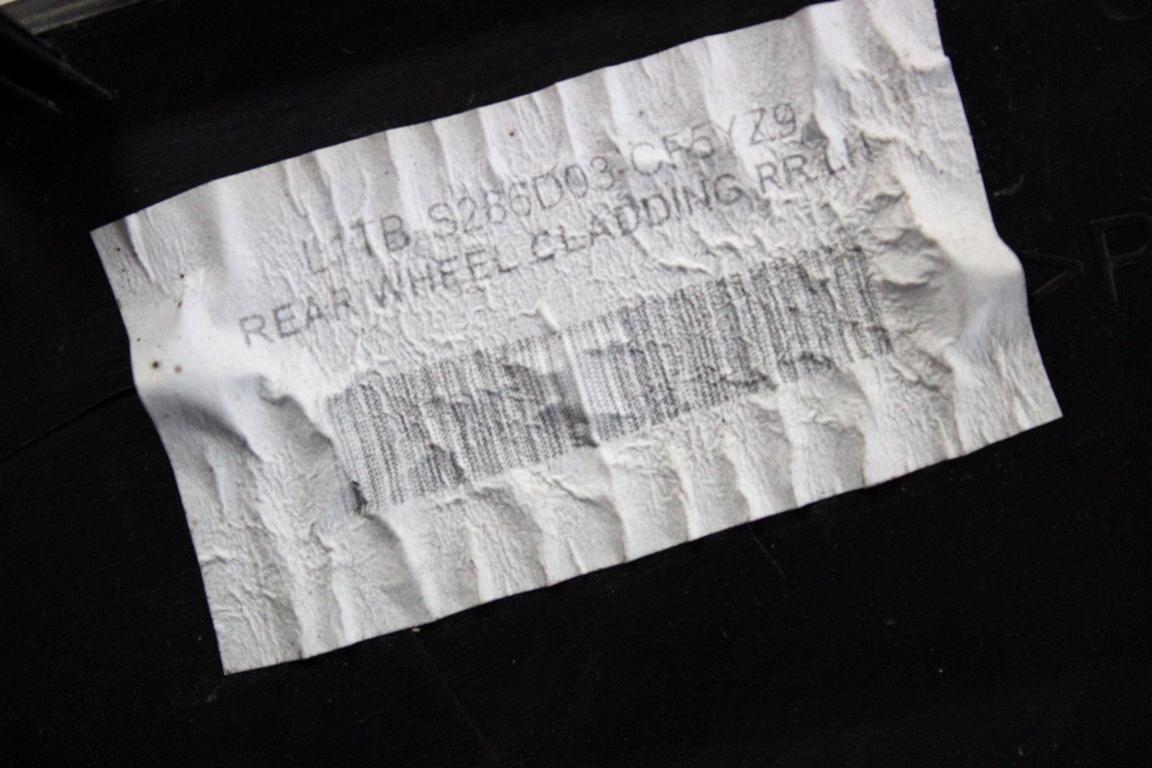 L1TB-S286D03-CF5YZ9
REAR WHEEL CLADDING RR.LH